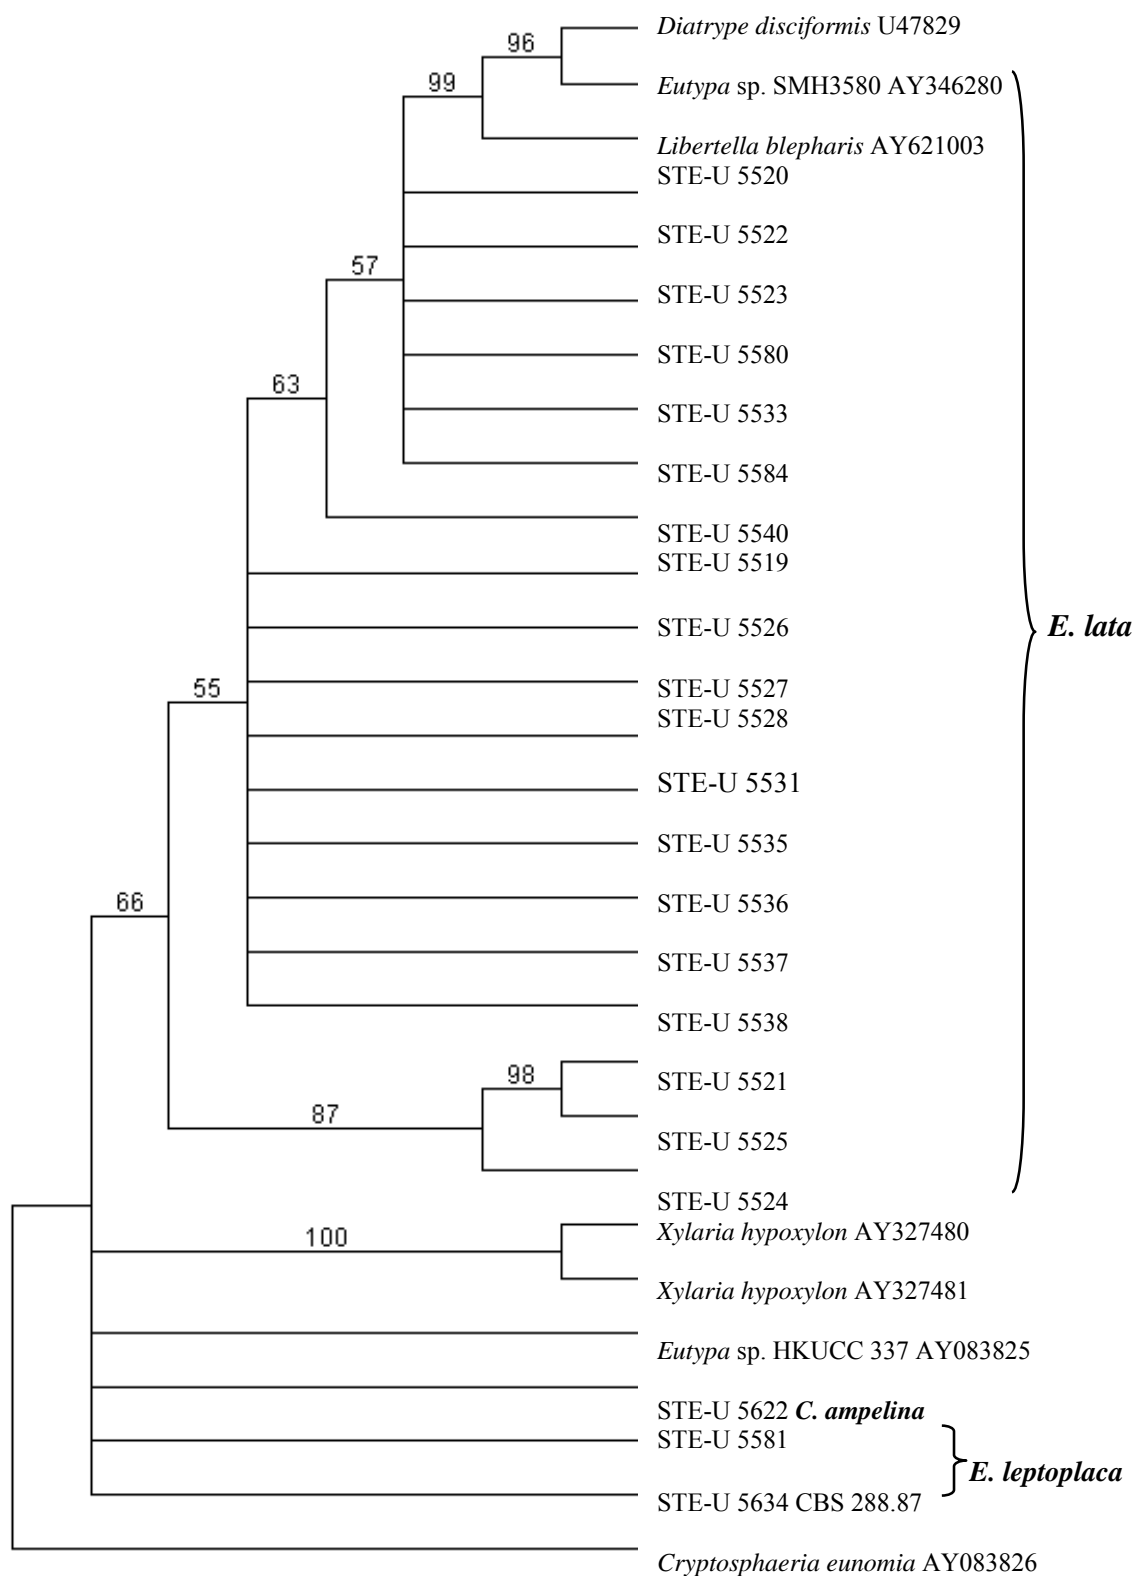 96
Diatrype disciformis U47829
99
Eutypa sp. SMH3580 AY346280
Libertella blepharis AY621003
STE-U 5520
STE-U 5522
57
STE-U 5523
STE-U 5580
63
STE-U 5533
STE-U 5584
STE-U 5540
STE-U 5519
STE-U 5526
E. lata
55
STE-U 5527
STE-U 5528
STE-U 5531
STE-U 5535
66
STE-U 5536
STE-U 5537
STE-U 5538
98
STE-U 5521
87
STE-U 5525
STE-U 5524
100
Xylaria hypoxylon AY327480
Xylaria hypoxylon AY327481
Eutypa sp. HKUCC 337 AY083825
STE-U 5622 C. ampelina
STE-U 5581
E. leptoplaca
STE-U 5634 CBS 288.87
Cryptosphaeria eunomia AY083826